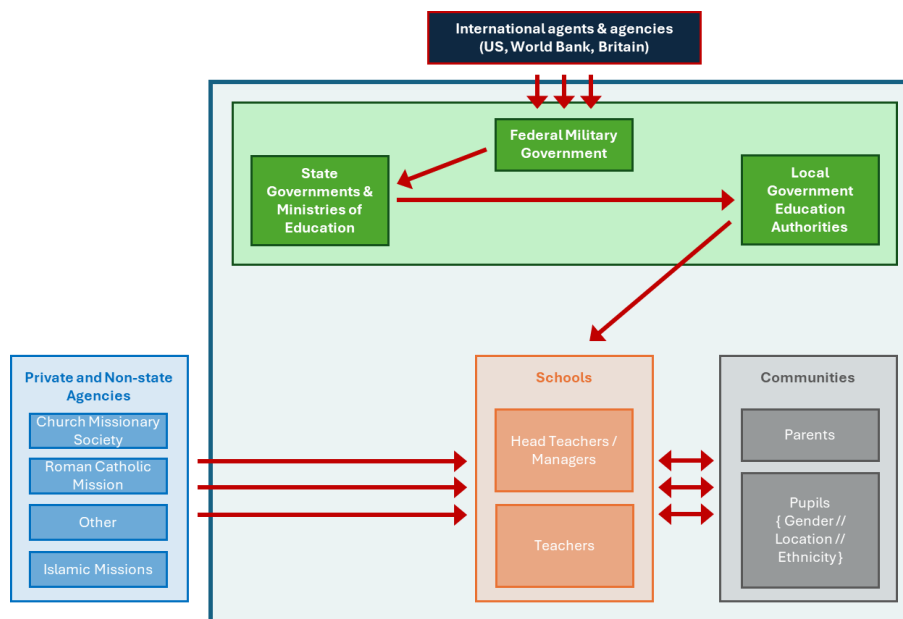 International agents & agencies
(US, World Bank, Britain)
Federal Military
Government
State
Governments &
Ministries of
Education
Local
Government
Education
Authorities
Private and Non-state
Agencies
Church Missionary
Society
Roman Catholic
Mission
Other
Islamic Missions
Schools
Head Teachers /
Managers
Teachers
Communities
Parents
Pupils
{ Gender //
Location //
Ethnicity }